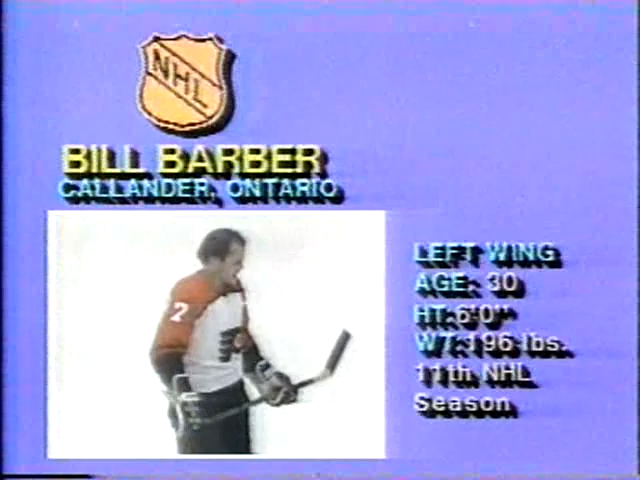 NHL
BILL BARBER
CALLANDER, ONTARIO
7
LEFT WING
AGE: 30
HT:6'0"
WT:196 lbs.
11th NHL
Season